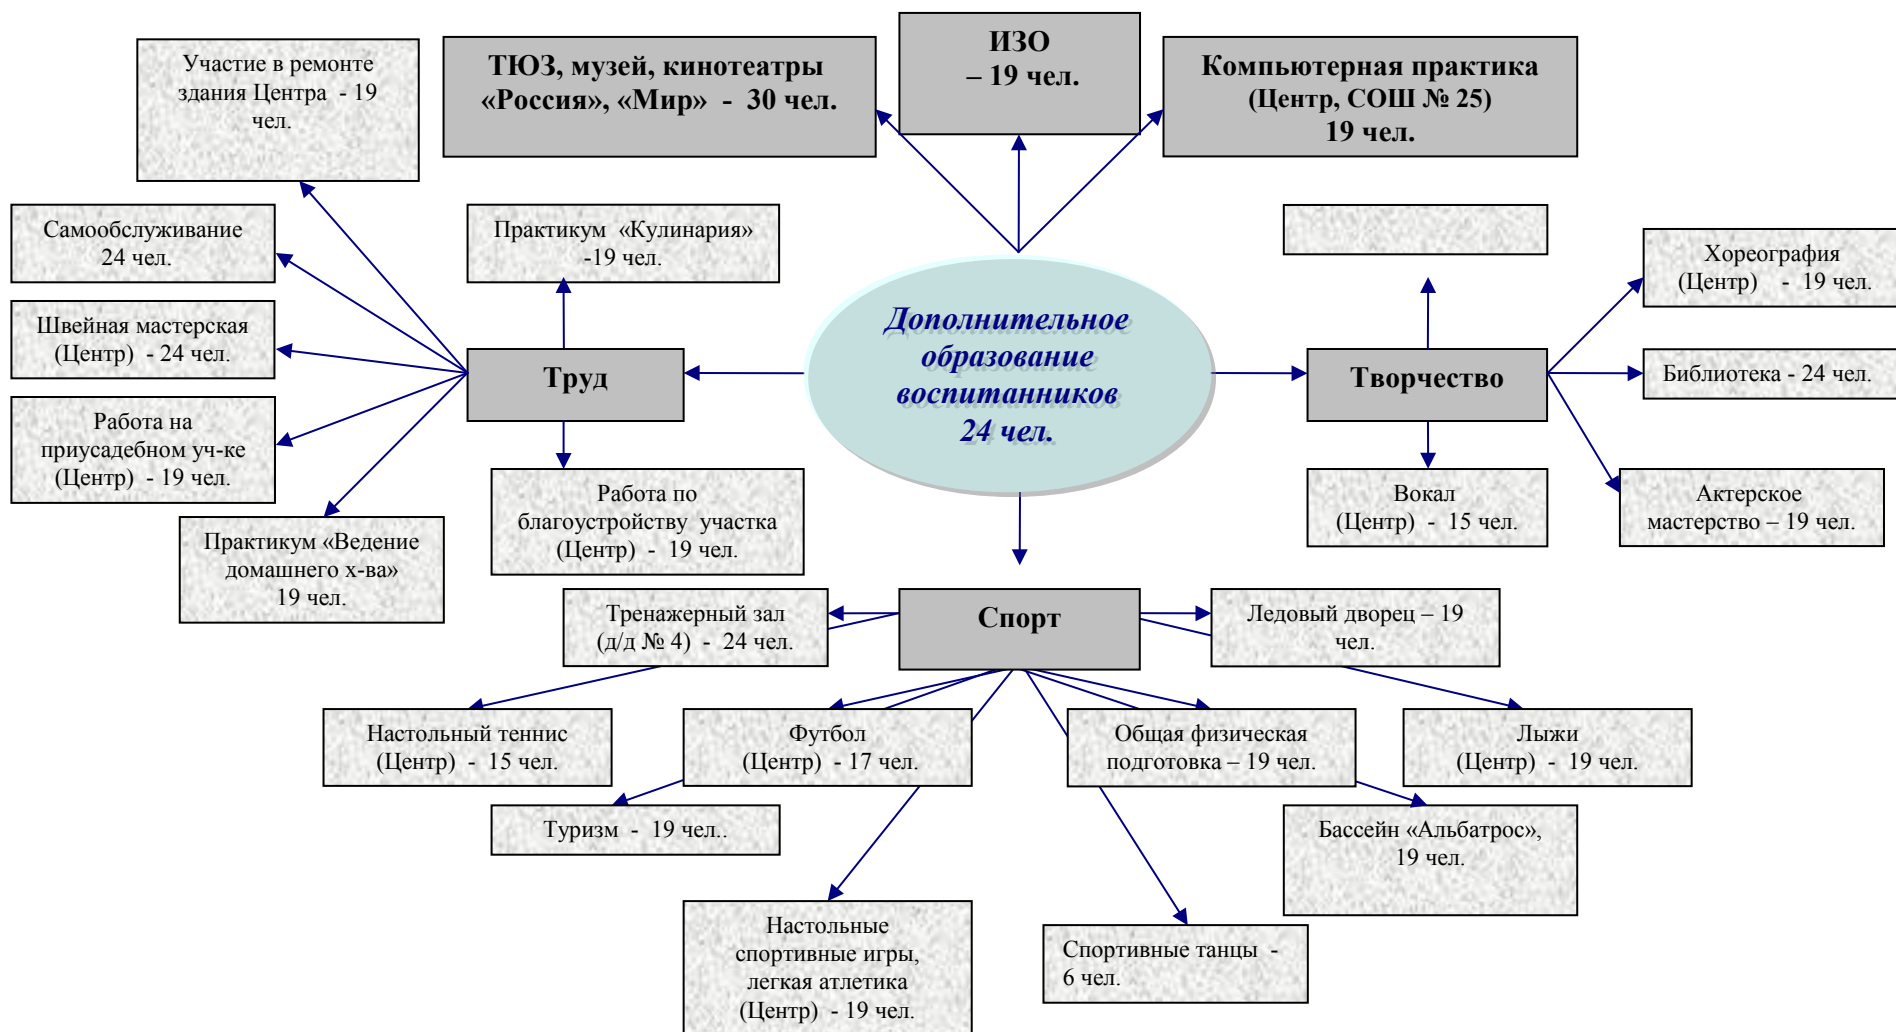 Участие в ремонте
здания Центра - 19
чел.
ТЮЗ, музей, кинотеатры
«Россия», «Мир» - 30 чел.
ИЗО
– 19 чел.
Компьютерная практика
(Центр, СОШ № 25)
19 чел.
Самообслуживание
24 чел.
Практикум «Кулинария»
-19 чел.
Хореография
(Центр) - 19 чел.
Швейная мастерская
(Центр) - 24 чел.
Труд
Дополнительное
образование
воспитанников
24 чел.
Творчество
Библиотека - 24 чел.
Работа на
приусадебном уч-ке
(Центр) - 19 чел.
Работа по
благоустройству участка
(Центр) - 19 чел.
Вокал
(Центр) - 15 чел.
Актерское
мастерство – 19 чел.
Практикум «Ведение
домашнего х-ва»
19 чел.
Тренажерный зал
(д/д № 4) - 24 чел.
Спорт
Ледовый дворец – 19
чел.
Настольный теннис
(Центр) - 15 чел.
Футбол
(Центр) - 17 чел.
Общая физическая
подготовка – 19 чел.
Лыжи
(Центр) - 19 чел.
Туризм - 19 чел..
Бассейн «Альбатрос»,
19 чел.
Настольные
спортивные игры,
легкая атлетика
(Центр) - 19 чел.
Спортивные танцы -
6 чел.